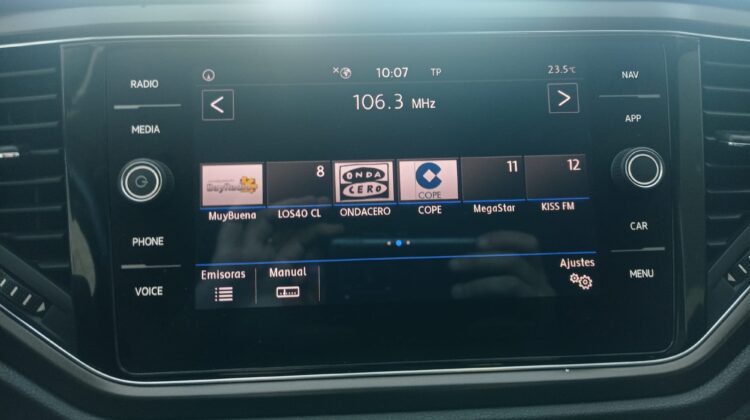 RADIO
MEDIA
PHONE
VOICE
10:07 TP 23.5°C
106.3 MHz
8 ONDA CERO COPE 11 12
MuyBuena LOS40 CL ONDACERO COPE MegaStar KISS FM
Emisoras Manual Ajustes
NAV
APP
CAR
MENU